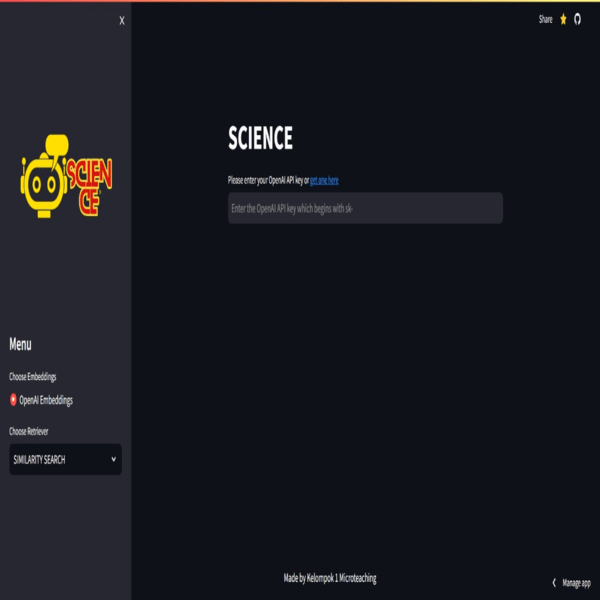 X
SCIEN
CE
Menu
Choose Embeddings
OpenAI Embeddings
Choose Retriever
SIMILARITY SEARCH
Share
SCIENCE
Please enter your OpenAI API key or get one here
Enter the OpenAI API key which begins with sk-
Made by Kelompok 1 Microteaching
Manage app